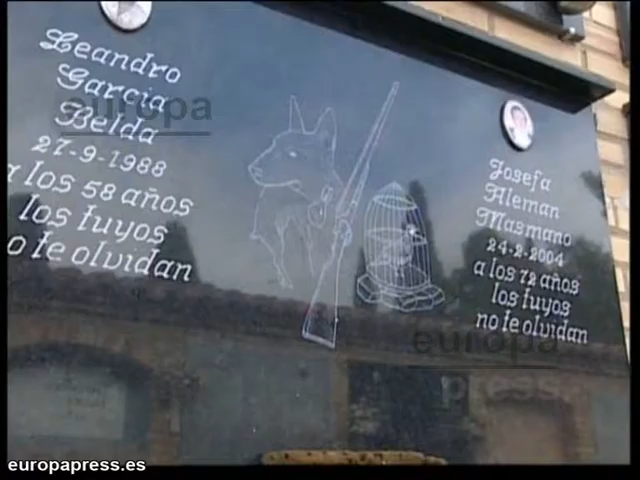 Leandro
Garcia
Belda
27-9-1988
a los 58 años
los tuyos
no te olvidan
Josefa
Aleman
Masmano
24-2-2004
a los 72 años
los tuyos
no te olvidan
europa
europa
press
europapress.es